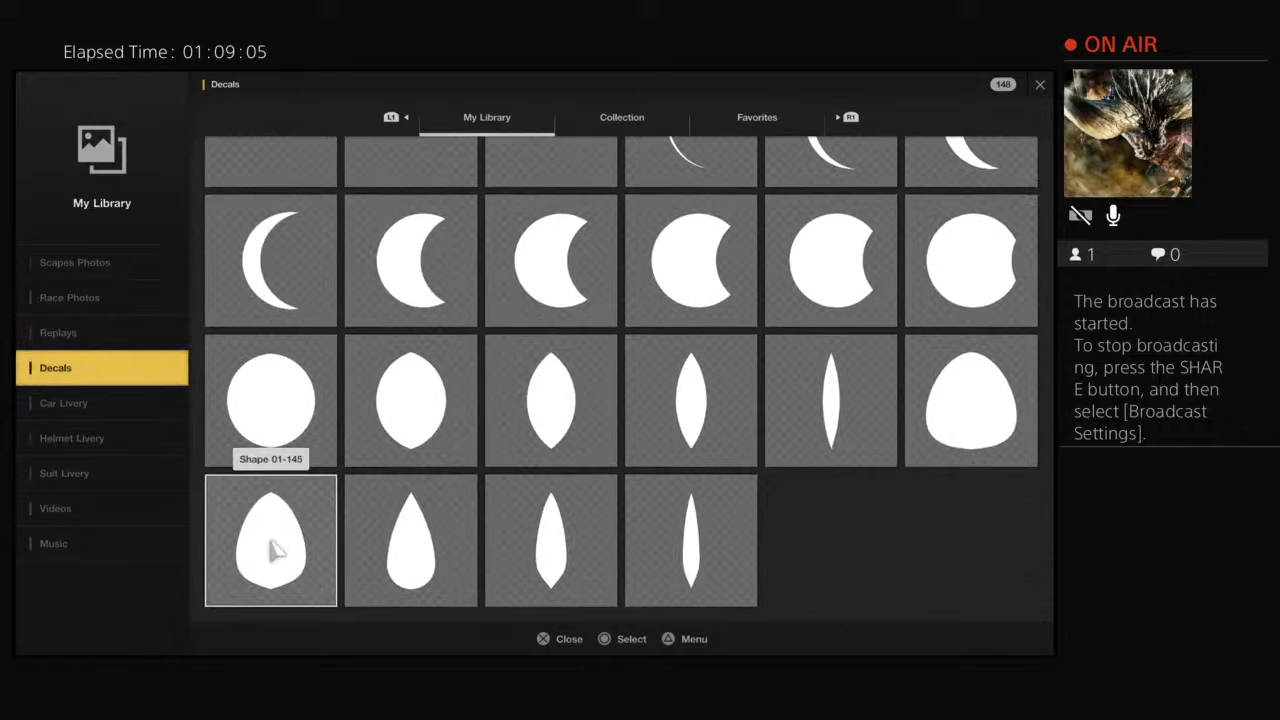 Elapsed Time: 01:09:05
ON AIR
My Library
Scapes Photos
Race Photos
Replays
Decals
Car Livery
Helmet Livery
Suit Livery
Videos
Music
Decals
148
L1
My Library
Collection
Favorites
R1
Shape 01-145
Close
Select
Menu
1
0
The broadcast has
started.
To stop broadcasti
ng, press the SHAR
E button, and then
select [Broadcast
Settings].